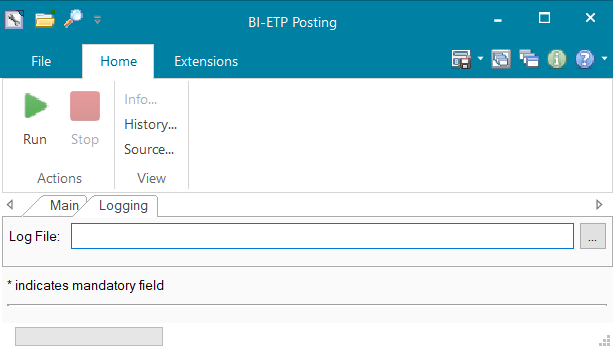 BI-ETP Posting
File
Home
Extensions
Run
Stop
Info...
History...
Source...
Actions
View
Main
Logging
Log File:
...
* indicates mandatory field